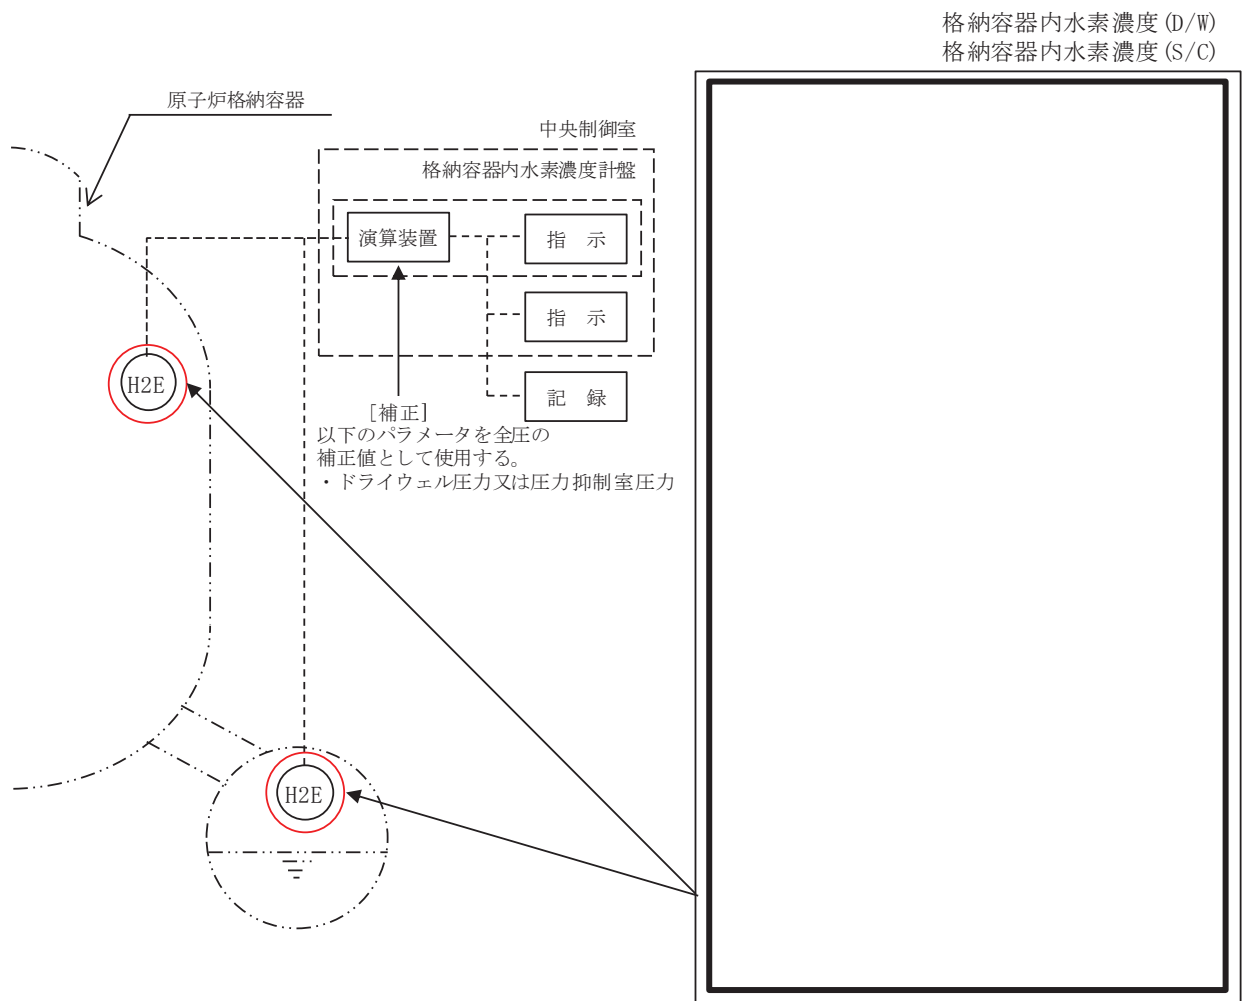 格納容器内水素濃度(D/W)
格納容器内水素濃度(S/C)
原子炉格納容器
中央制御室
格納容器内水素濃度計盤
演算装置
指 示
指 示
記 録
H2E
[補正]
以下のパラメータを全圧の
補正値として使用する。
・ドライウェル圧力又は圧力抑制室圧力
H2E